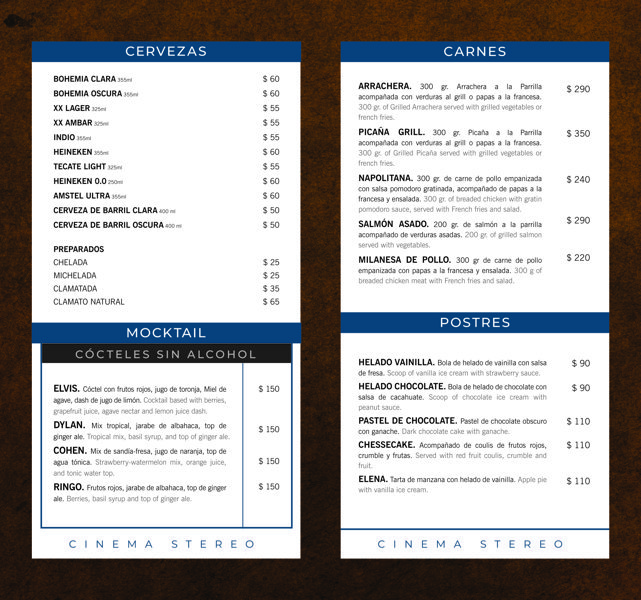 CERVEZAS
BOHEMIA CLARA 355ml $ 60
BOHEMIA OSCURA 355ml $ 60
XX LAGER 325ml $ 55
XX AMBAR 325ml $ 55
INDIO 355ml $ 55
HEINEKEN 355ml $ 60
TECATE LIGHT 325ml $ 55
HEINEKEN 0.0 250ml $ 60
AMSTEL ULTRA 355ml $ 60
CERVEZA DE BARRIL CLARA 400 ml $ 50
CERVEZA DE BARRIL OSCURA 400 ml $ 50
PREPARADOS
CHELADA $ 25
MICHELADA $ 25
CLAMATADA $ 35
CLAMATO NATURAL $ 65
MOCKTAIL
CÓCTELES SIN ALCOHOL
ELVIS. Cóctel con frutos rojos, jugo de toronja, Miel de $ 150
agave, dash de jugo de limón. Cocktail based with berries,
grapefruit juice, agave nectar and lemon juice dash.
DYLAN. Mix tropical, jarabe de albahaca, top de $ 150
ginger ale. Tropical mix, basil syrup, and top of ginger ale.
COHEN. Mix de sandía-fresa, jugo de naranja, top de
agua tónica. Strawberry-watermelon mix, orange juice, $ 150
and tonic water top.
RINGO. Frutos rojos, jarabe de albahaca, top de ginger $ 150
ale. Berries, basil syrup and top of ginger ale.
CINEMA STEREO
CARNES
ARRACHERA. 300 gr. Arrachera a la Parrilla $ 290
acompañada con verduras al grill o papas a la francesa.
300 gr. of Grilled Arrachera served with grilled vegetables or
french fries.
PICAÑA GRILL. 300 gr. Picaña a la Parrilla $ 350
acompañada con verduras al grill o papas a la francesa.
300 gr. of Grilled Picaña served with grilled vegetables or
french fries.
NAPOLITANA. 300 gr. de carne de pollo empanizada $ 240
con salsa pomodoro gratinada, acompañado de papas a la
francesa y ensalada. 300 gr. of breaded chicken with gratin
pomodoro sauce, served with French fries and salad.
SALMÓN ASADO. 200 gr. de salmón a la parrilla $ 290
acompañado de verduras asadas. 200 gr. of grilled salmon
served with vegetables.
MILANESA DE POLLO. 300 gr de carne de pollo $ 220
empanizada con papas a la francesa y ensalada. 300 g of
breaded chicken meat with French fries and salad.
POSTRES
HELADO VAINILLA. Bola de helado de vainilla con salsa $ 90
de fresa. Scoop of vanilla ice cream with strawberry sauce.
HELADO CHOCOLATE. Bola de helado de chocolate con $ 90
salsa de cacahuate. Scoop of chocolate ice cream with
peanut sauce.
PASTEL DE CHOCOLATE. Pastel de chocolate obscuro $ 110
con ganache. Dark chocolate cake with ganache.
CHESSECAKE. Acompañado de coulis de frutos rojos, $ 110
crumble y frutas. Served with red fruit coulis, crumble and
fruit.
ELENA. Tarta de manzana con helado de vainilla. Apple pie $ 110
with vanilla ice cream.
CINEMA STEREO